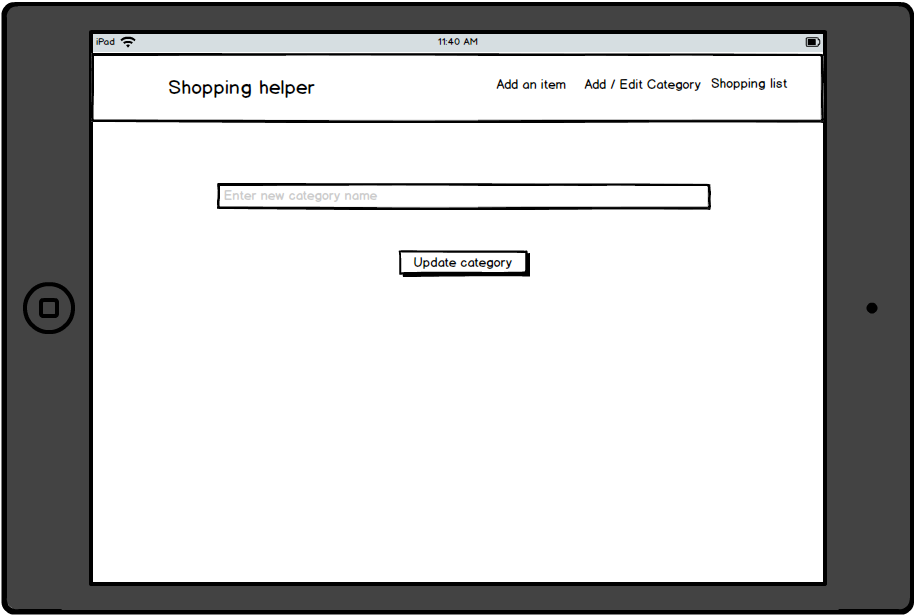 iPad 11:40 AM
Shopping helper Add an item Add / Edit Category Shopping list
Enter new category name
Update category